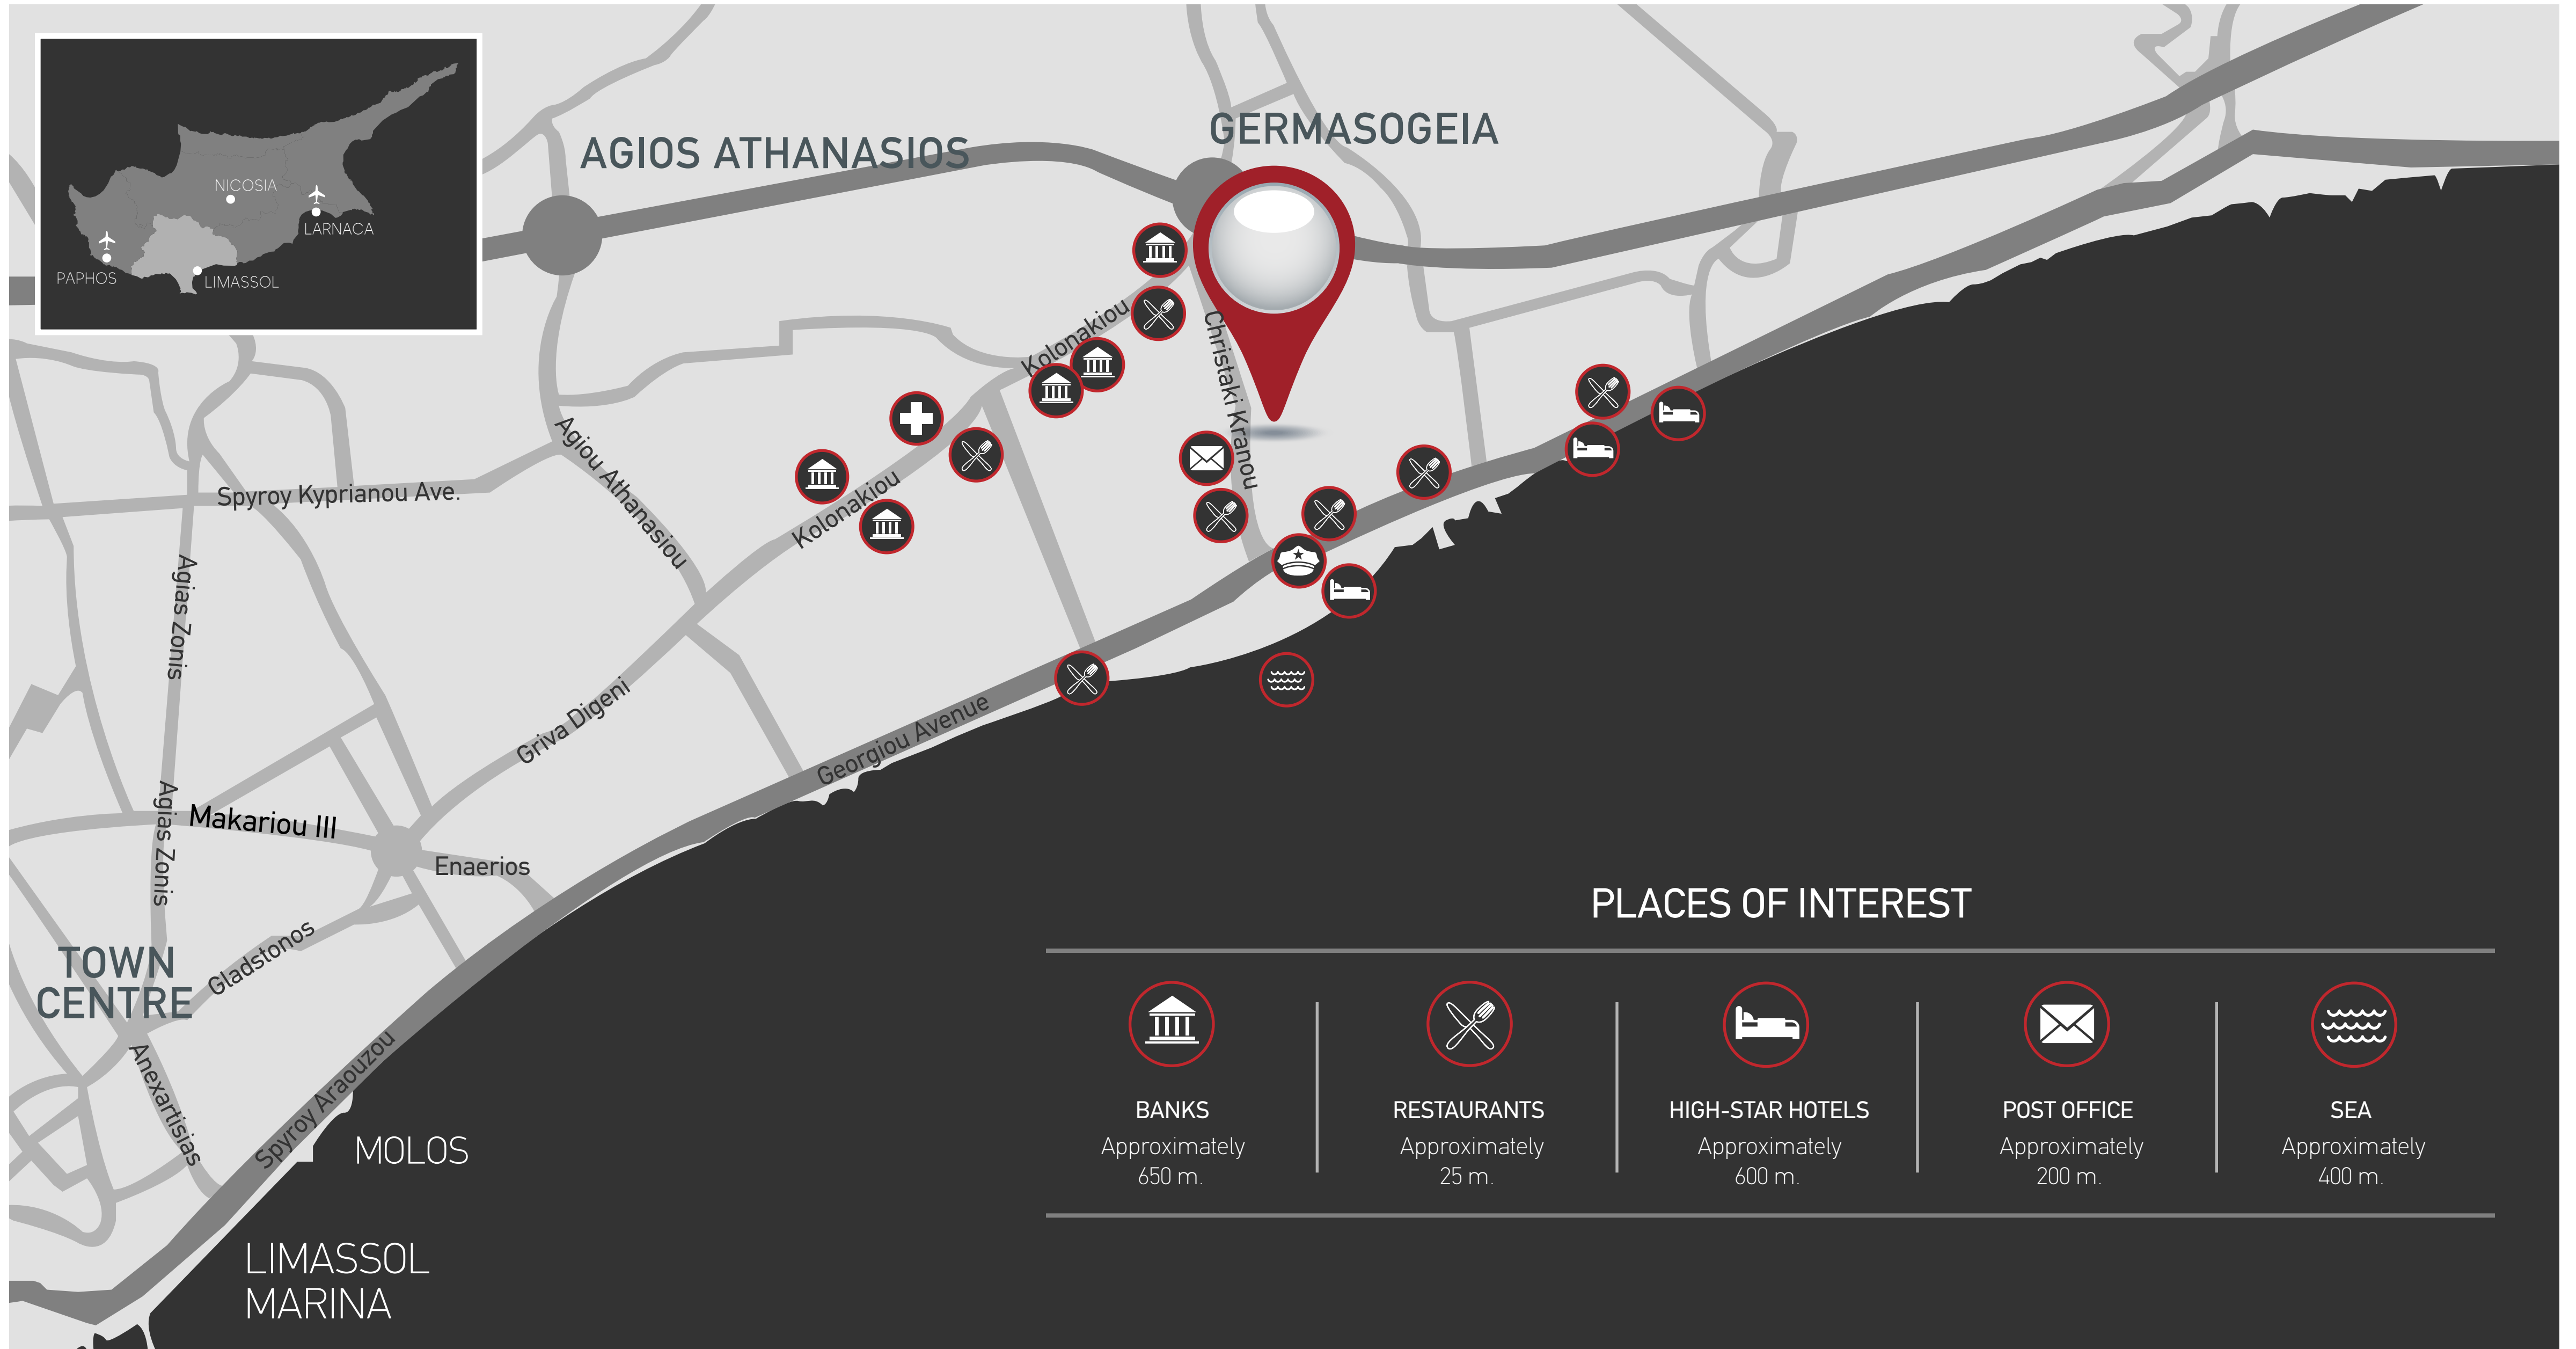 NICOSIA
LARNACA
PAPHOS
LIMASSOL
AGIOS ATHANASIOS
GERMASOGEIA
Kolonakiou
Christaki Kranou
Agiou Athanasiou
Kolonakiou
Spyroy Kyprianou Ave.
Agias Zonis
Griva Digeni
Georgiou Avenue
Agias Zonis
Makariou III
Enaerios
Gladstonos
TOWN
CENTRE
Anexartisias
Spyroy Araouzou
MOLOS
LIMASSOL
MARINA
PLACES OF INTEREST
BANKS
Approximately
650 m.
RESTAURANTS
Approximately
25 m.
HIGH-STAR HOTELS
Approximately
600 m.
POST OFFICE
Approximately
200 m.
SEA
Approximately
400 m.